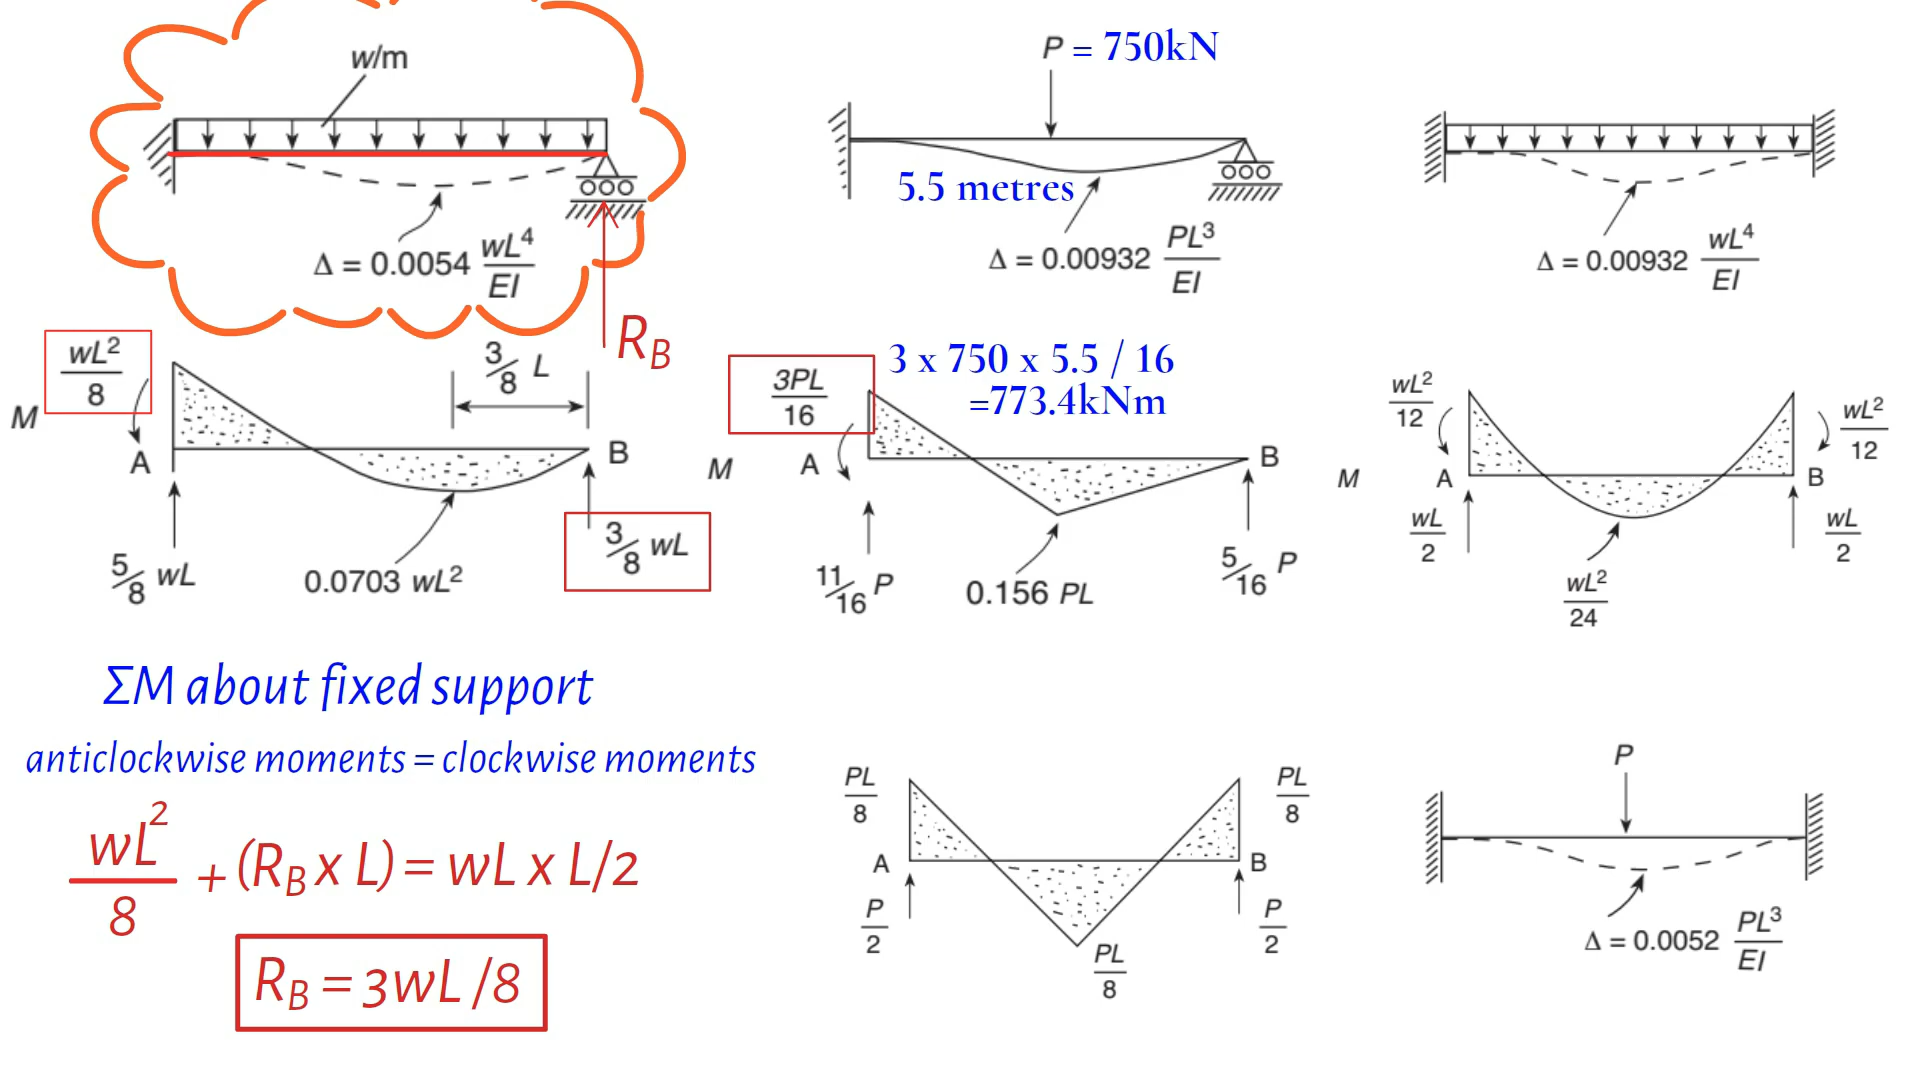 w/m
Δ = 0.0054 wL⁴/EI
R_B
P = 750kN
5.5 metres
Δ = 0.00932 PL³/EI
Δ = 0.00932 wL⁴/EI
wL²/8
3/8 L
M
A
B
5/8 wL
0.0703 wL²
3/8 wL
3PL/16
3 x 750 x 5.5 / 16
=773.4kNm
M
A
B
11/16 P
0.156 PL
5/16 P
wL²/12
wL²/12
M
A
B
wL/2
wL/2
wL²/24
ΣM about fixed support
anticlockwise moments = clockwise moments
wL²/8 + (R_B x L) = wL x L/2
R_B = 3wL/8
PL/8
PL/8
A
B
P/2
P/2
PL/8
P
Δ = 0.0052 PL³/EI